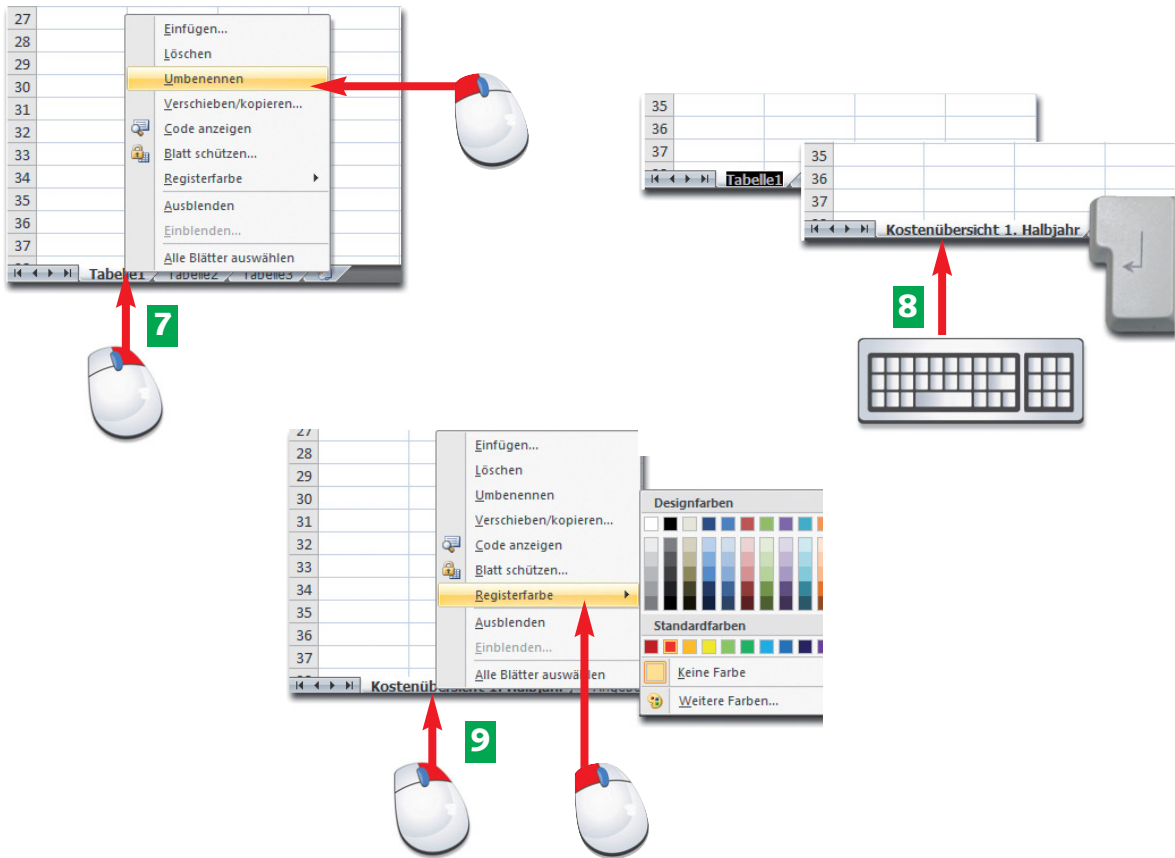 27
28
29
30
31
32
33
34
35
36
37
Einfügen...
Löschen
Umbenennen
Verschieben/kopieren...
Code anzeigen
Blatt schützen...
Registerfarbe
Ausblenden
Einblenden...
Alle Blätter auswählen
Tabelle1 Tabelle2 Tabelle3
7
35
36
37
Tabelle1
35
36
37
Kostenübersicht 1. Halbjahr
8
27
28
29
30
31
32
33
34
35
36
37
Einfügen...
Löschen
Umbenennen
Verschieben/kopieren...
Code anzeigen
Blatt schützen...
Registerfarbe
Ausblenden
Einblenden...
Alle Blätter auswählen
Kostenübersicht 1. Halbjahr
Designfarben
Standardfarben
Keine Farbe
Weitere Farben...
9